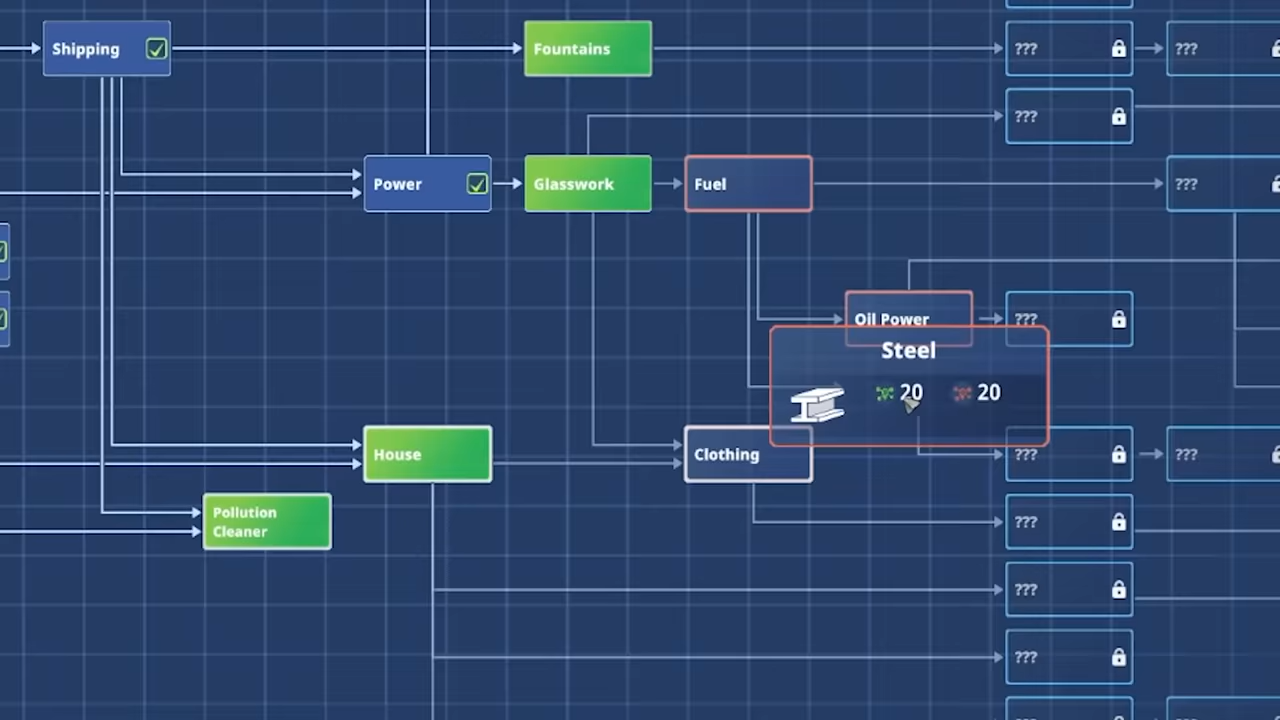 Shipping
Fountains
???
???
???
Power
Glasswork
Fuel
???
Oil Power
???
Steel
20
20
House
Clothing
???
???
Pollution
Cleaner
???
???
???